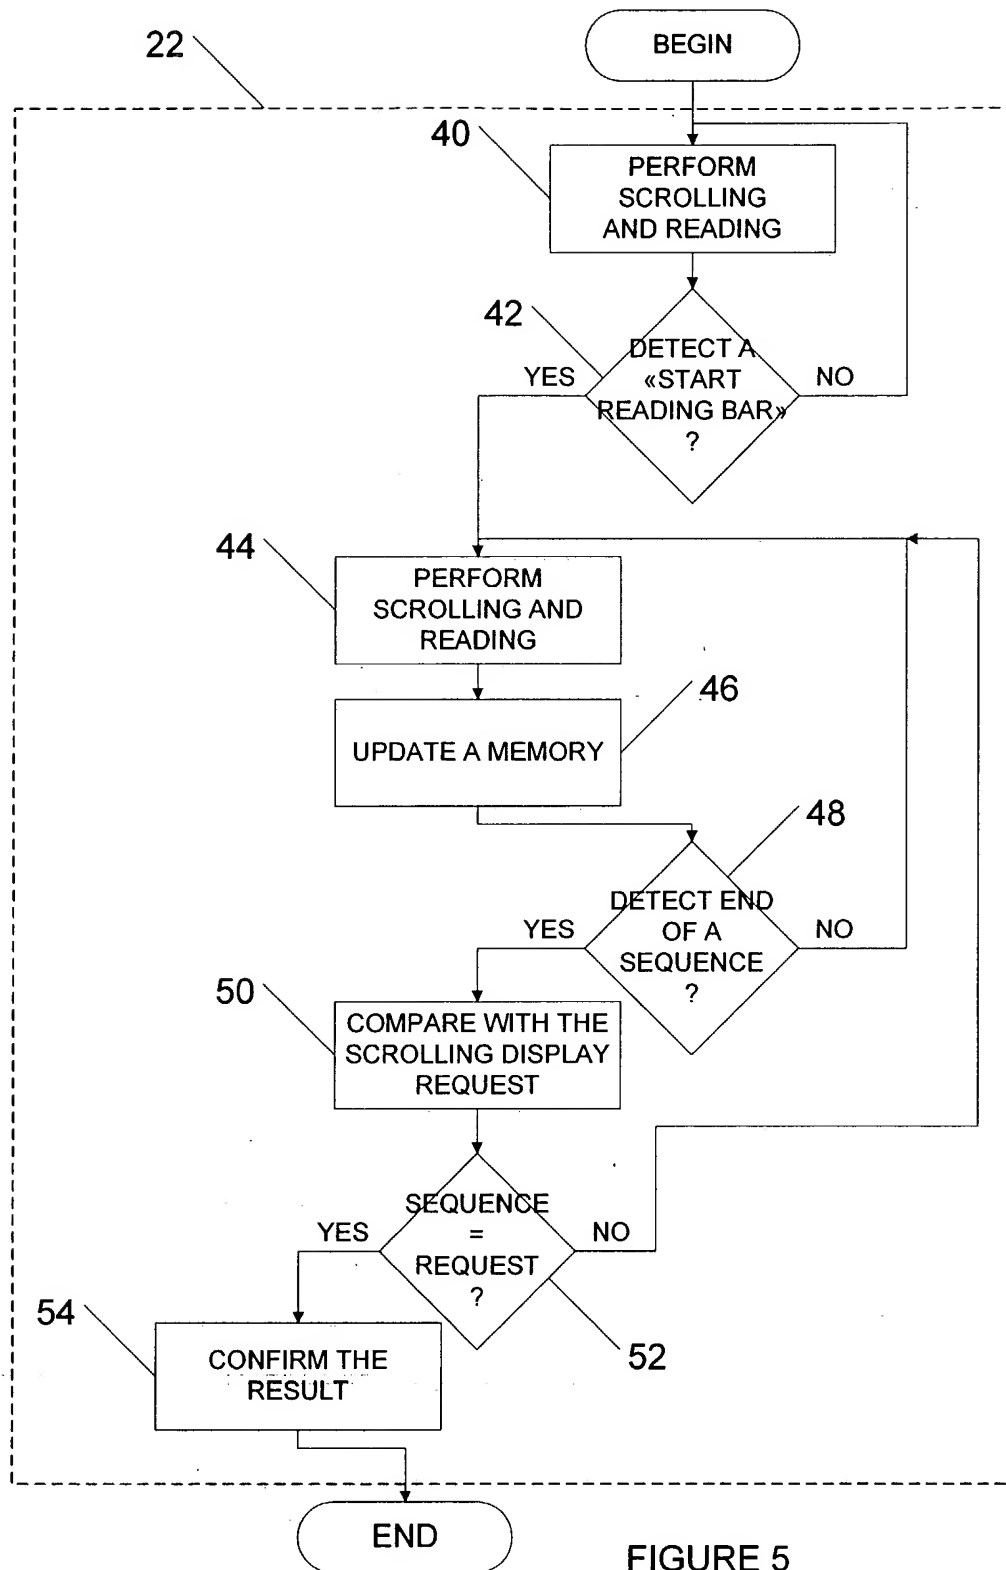 BEGIN
22
40
PERFORM
SCROLLING
AND READING
42
DETECT A
«START
READING BAR»
?
YES
NO
44
PERFORM
SCROLLING AND
READING
46
UPDATE A MEMORY
48
DETECT END
OF A
SEQUENCE
?
YES
NO
50
COMPARE WITH THE
SCROLLING DISPLAY
REQUEST
SEQUENCE
=
REQUEST
?
YES
NO
52
54
CONFIRM THE
RESULT
END
FIGURE 5